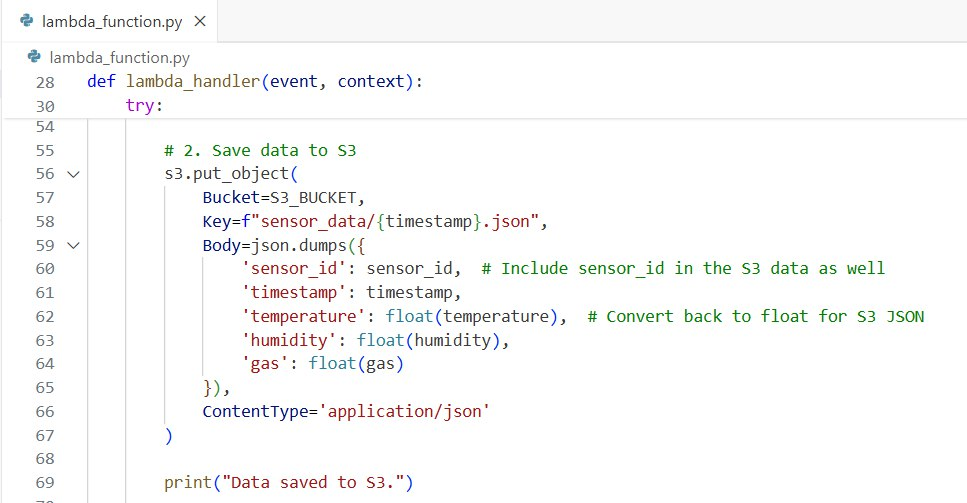 lambda_function.py
lambda_function.py
28 def lambda_handler(event, context):
30 try:
54
55 # 2. Save data to S3
56 s3.put_object(
57 Bucket=S3_BUCKET,
58 Key=f"sensor_data/{timestamp}.json",
59 Body=json.dumps({
60 'sensor_id': sensor_id,  # Include sensor_id in the S3 data as well
61 'timestamp': timestamp,
62 'temperature': float(temperature),  # Convert back to float for S3 JSON
63 'humidity': float(humidity),
64 'gas': float(gas)
65 }),
66 ContentType='application/json'
67 )
68
69 print("Data saved to S3.")